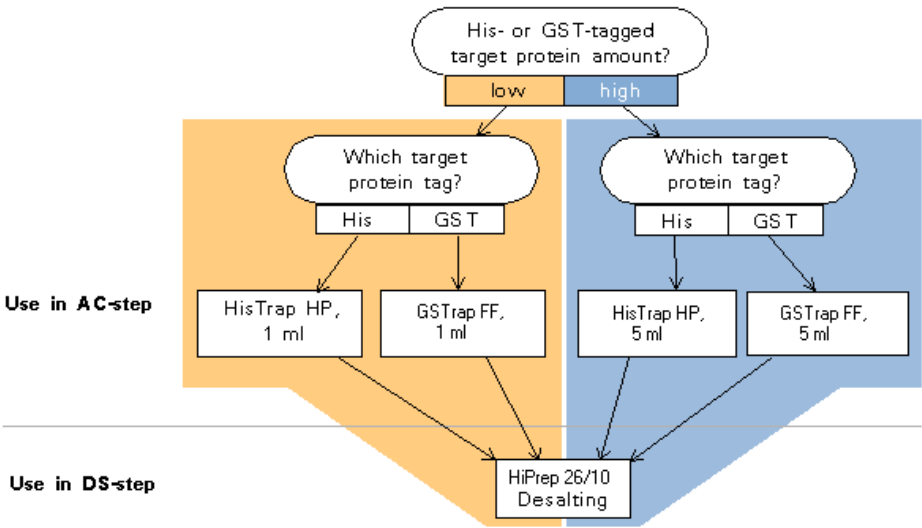 His- or GST-tagged
target protein amount?
low high
Which target
protein tag?
His GST
Which target
protein tag?
His GST
Use in AC-step
HisTrap HP,
1 ml
GSTrap FF,
1 ml
HisTrap HP,
5 ml
GSTrap FF,
5 ml
Use in DS-step
HiPrep 26/10
Desalting